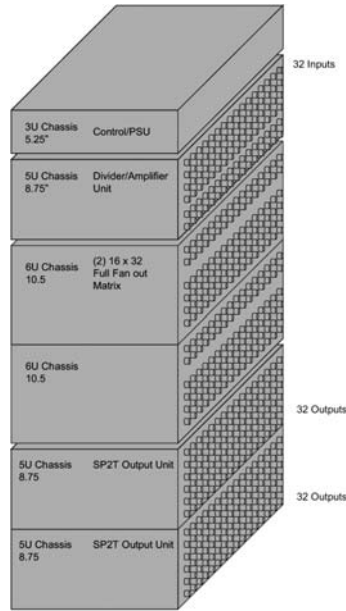 32 Inputs
3U Chassis Control/PSU
5.25"
5U Chassis Divider/Amplifier
8.75" Unit
6U Chassis (2) 16 x 32
10.5 Full Fan out
Matrix
6U Chassis
10.5
32 Outputs
5U Chassis SP2T Output Unit
8.75
32 Outputs
5U Chassis SP2T Output Unit
8.75